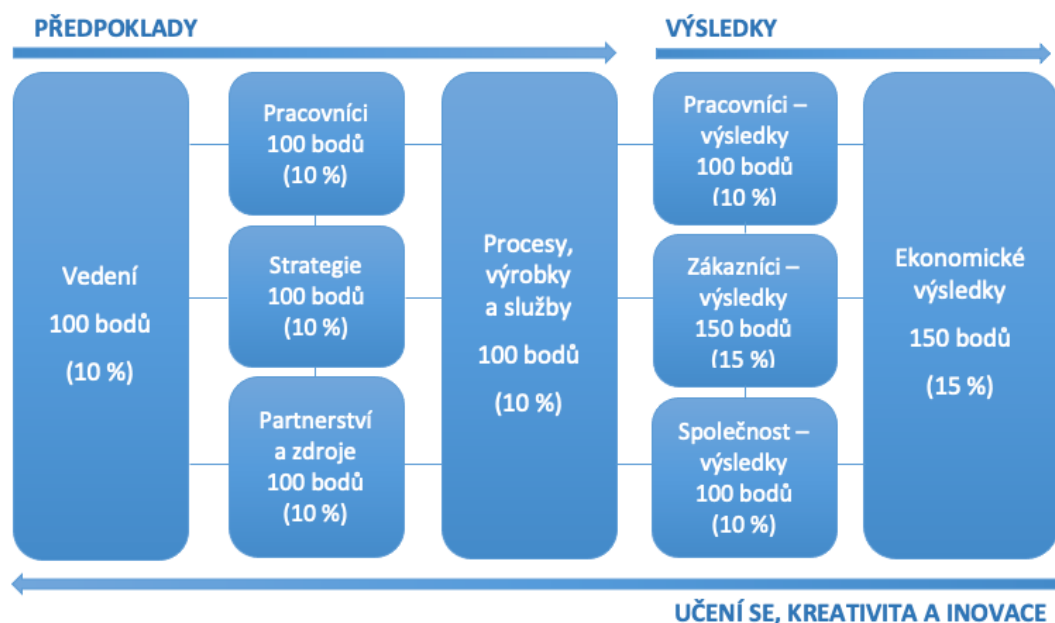 PŘEDPOKLADY
VÝSLEDKY
Vedení
100 bodů
(10 %)
Pracovníci
100 bodů
(10 %)
Strategie
100 bodů
(10 %)
Partnerství
a zdroje
100 bodů
(10 %)
Procesy,
výrobky
a služby
100 bodů
(10 %)
Pracovníci –
výsledky
100 bodů
(10 %)
Zákazníci –
výsledky
150 bodů
(15 %)
Společnost –
výsledky
100 bodů
(10 %)
Ekonomické
výsledky
150 bodů
(15 %)
UČENÍ SE, KREATIVITA A INOVACE